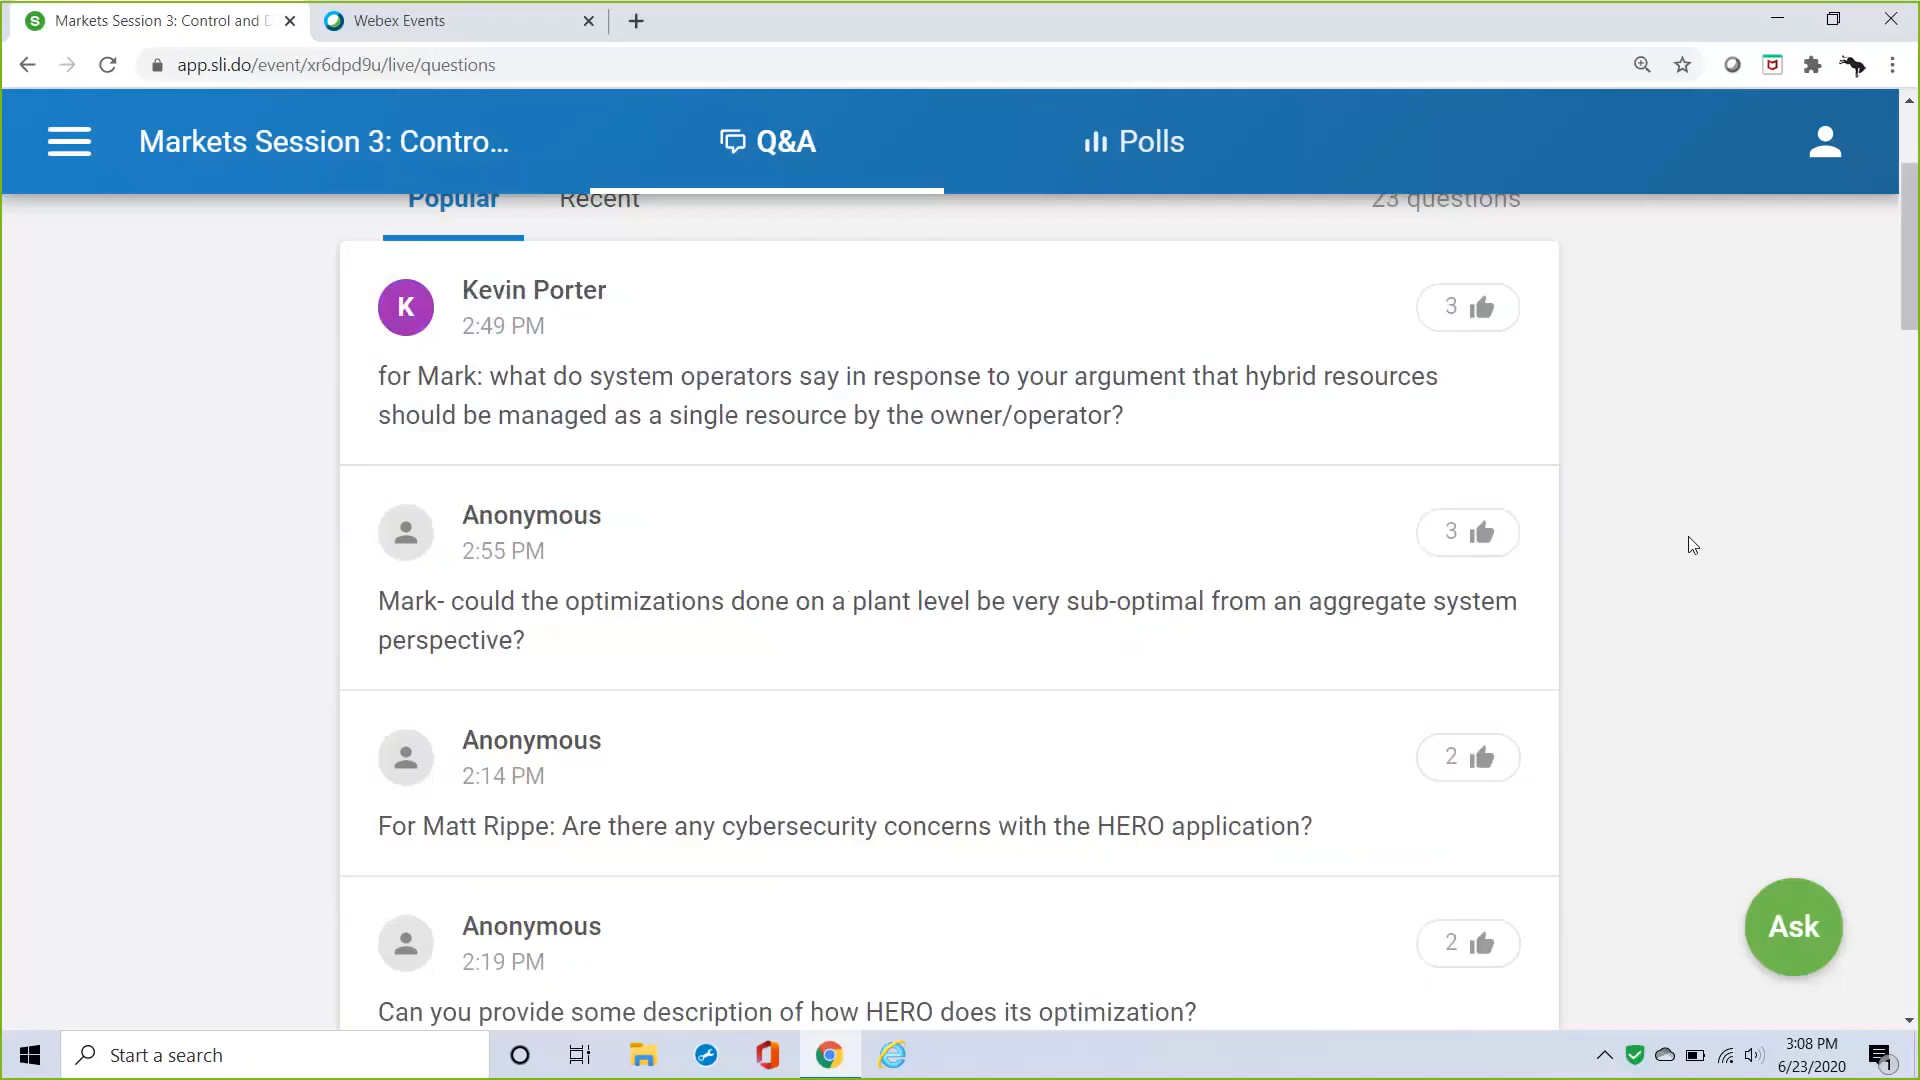 S Markets Session 3: Control and D
Webex Events
app.sli.do/event/xr6dpd9u/live/questions
Markets Session 3: Contro...
Q&A
Polls
Popular
Recent
23 questions
K
Kevin Porter
2:49 PM
3
for Mark: what do system operators say in response to your argument that hybrid resources
should be managed as a single resource by the owner/operator?
Anonymous
2:55 PM
3
Mark- could the optimizations done on a plant level be very sub-optimal from an aggregate system
perspective?
Anonymous
2:14 PM
2
For Matt Rippe: Are there any cybersecurity concerns with the HERO application?
Anonymous
2:19 PM
2
Can you provide some description of how HERO does its optimization?
Ask
Start a search
3:08 PM
6/23/2020
1